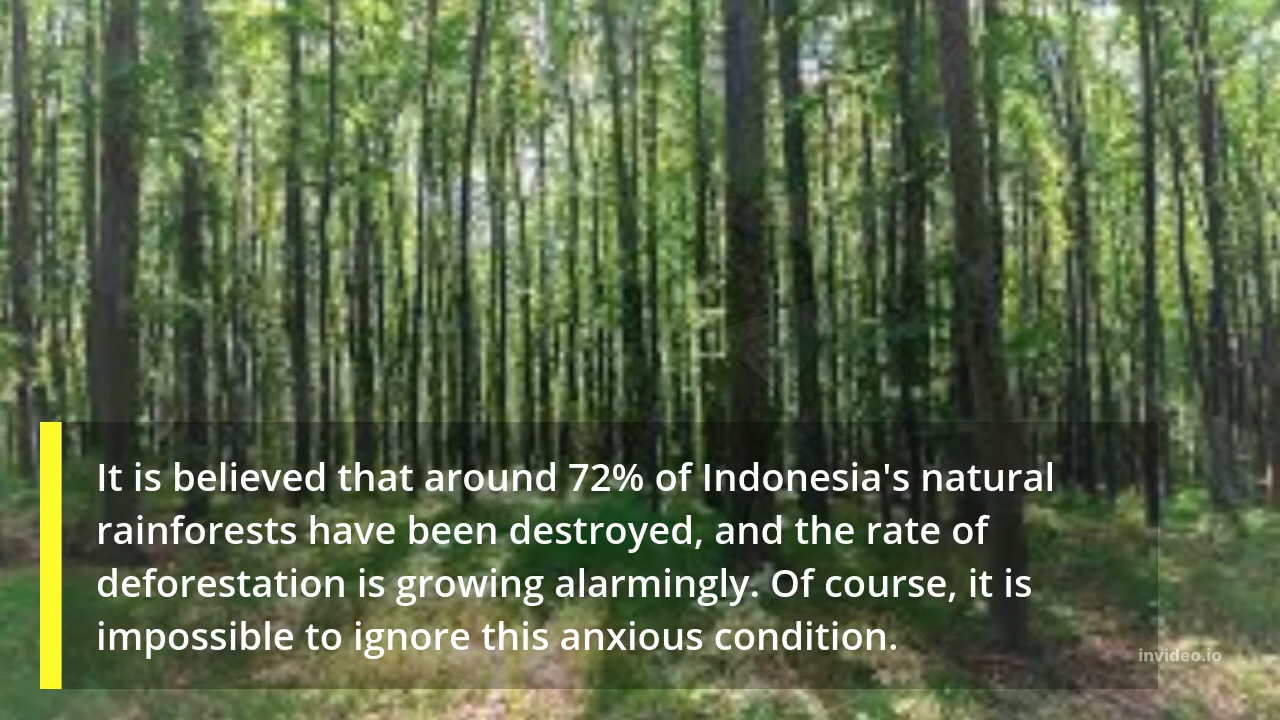 It is believed that around 72% of Indonesia's natural
rainforests have been destroyed, and the rate of
deforestation is growing alarmingly. Of course, it is
impossible to ignore this anxious condition.
invideo.io